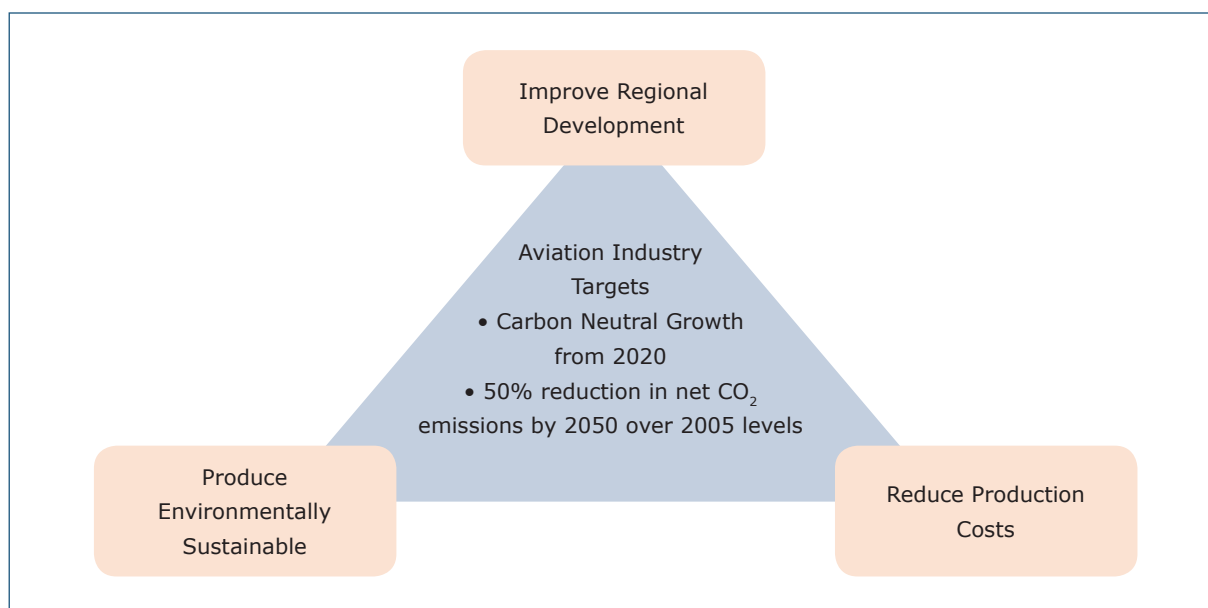 Improve Regional
Development
Aviation Industry
Targets
• Carbon Neutral Growth
from 2020
• 50% reduction in net CO₂
emissions by 2050 over 2005 levels
Produce
Environmentally
Sustainable
Reduce Production
Costs